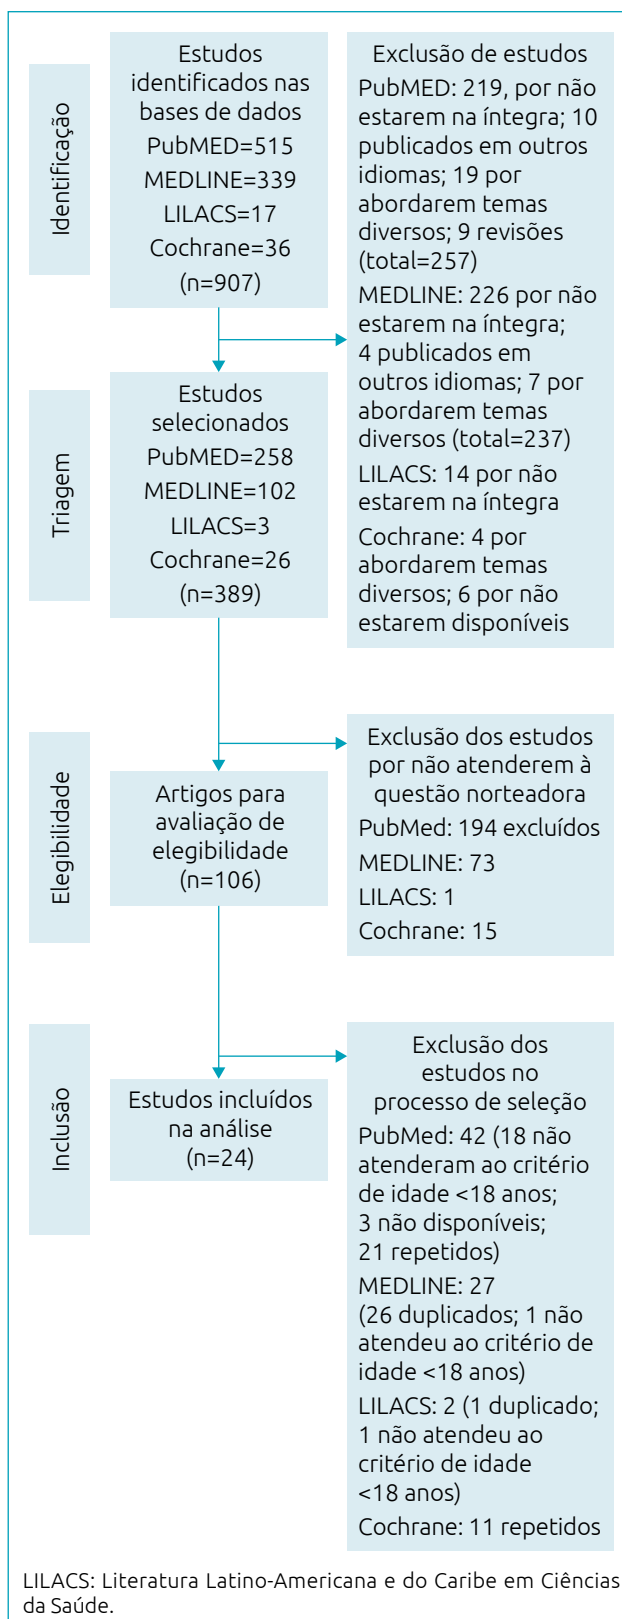 Identificação
Estudos
identificados nas
bases de dados
PubMED=515
MEDLINE=339
LILACS=17
Cochrane=36
(n=907)
Exclusão de estudos
PubMED: 219, por não
estarem na íntegra; 10
publicados em outros
idiomas; 19 por
abordarem temas
diversos; 9 revisões
(total=257)
MEDLINE: 226 por não
estarem na íntegra;
4 publicados em
outros idiomas; 7 por
abordarem temas
diversos (total=237)
LILACS: 14 por não
estarem na íntegra
Cochrane: 4 por
abordarem temas
diversos; 6 por não
estarem disponíveis
Triagem
Estudos
selecionados
PubMED=258
MEDLINE=102
LILACS=3
Cochrane=26
(n=389)
Elegibilidade
Artigos para
avaliação de
elegibilidade
(n=106)
Exclusão dos estudos
por não atenderem à
questão norteadora
PubMed: 194 excluídos
MEDLINE: 73
LILACS: 1
Cochrane: 15
Inclusão
Estudos incluídos
na análise
(n=24)
Exclusão dos
estudos no
processo de seleção
PubMed: 42 (18 não
atenderam ao critério
de idade <18 anos;
3 não disponíveis;
21 repetidos)
MEDLINE: 27
(26 duplicados; 1 não
atendeu ao critério de
idade <18 anos)
LILACS: 2 (1 duplicado;
1 não atendeu ao
critério de idade
<18 anos)
Cochrane: 11 repetidos
LILACS: Literatura Latino-Americana e do Caribe em Ciências
da Saúde.